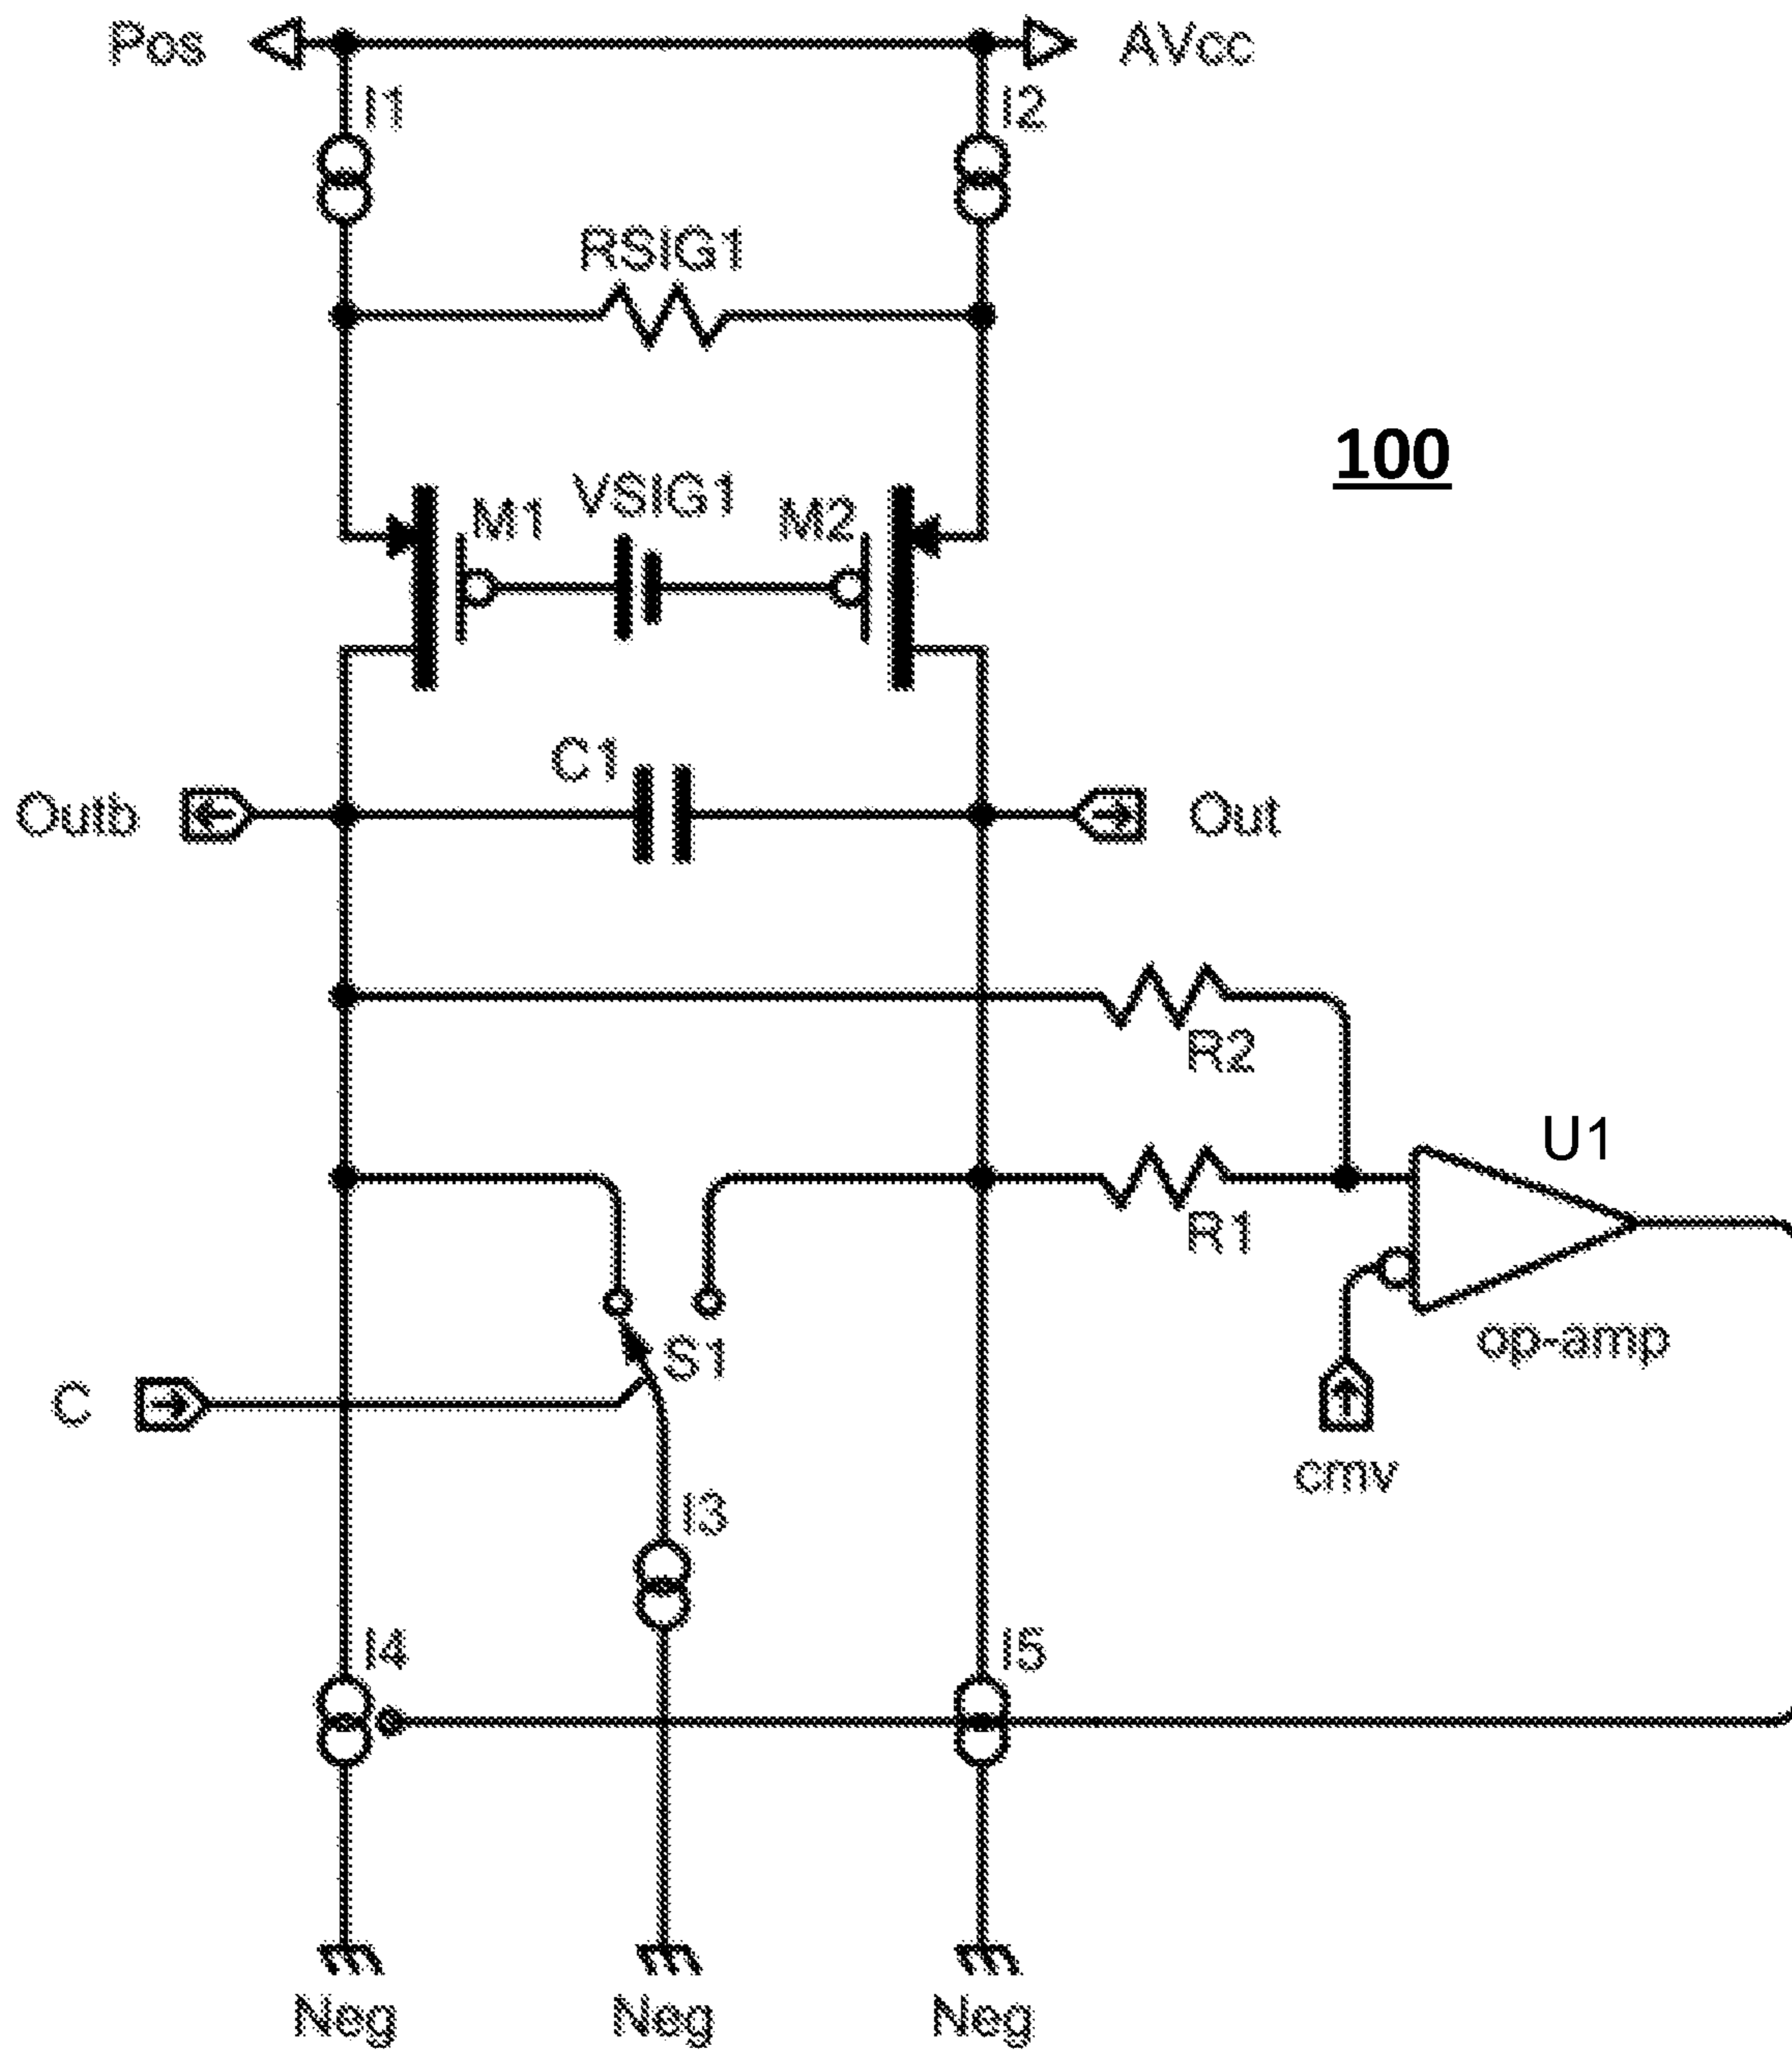 Pos
AVcc
I1
I2
RSIG1
100
M1
VSIG1
M2
C1
Outb
Out
R2
U1
R1
op-amp
S1
C
cmv
I3
I4
I5
Neg
Neg
Neg